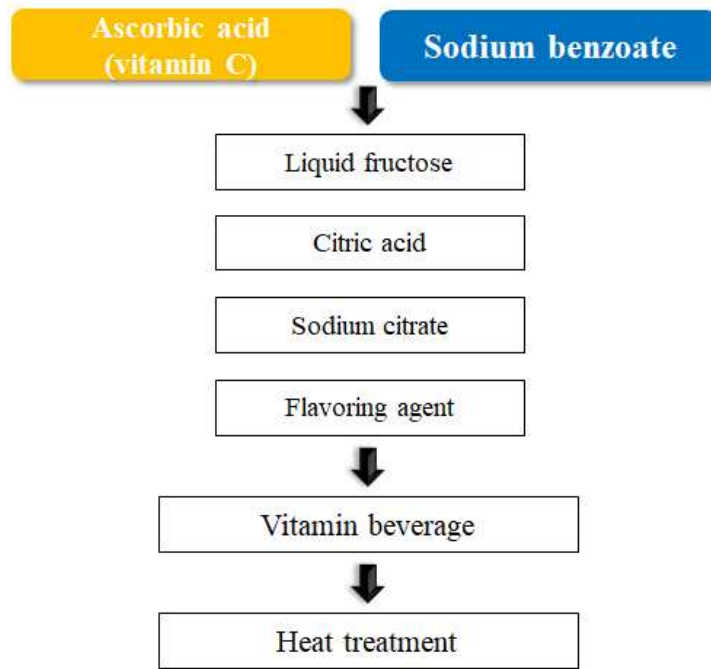 Ascorbic acid
(vitamin C)
Sodium benzoate
Liquid fructose
Citric acid
Sodium citrate
Flavoring agent
Vitamin beverage
Heat treatment